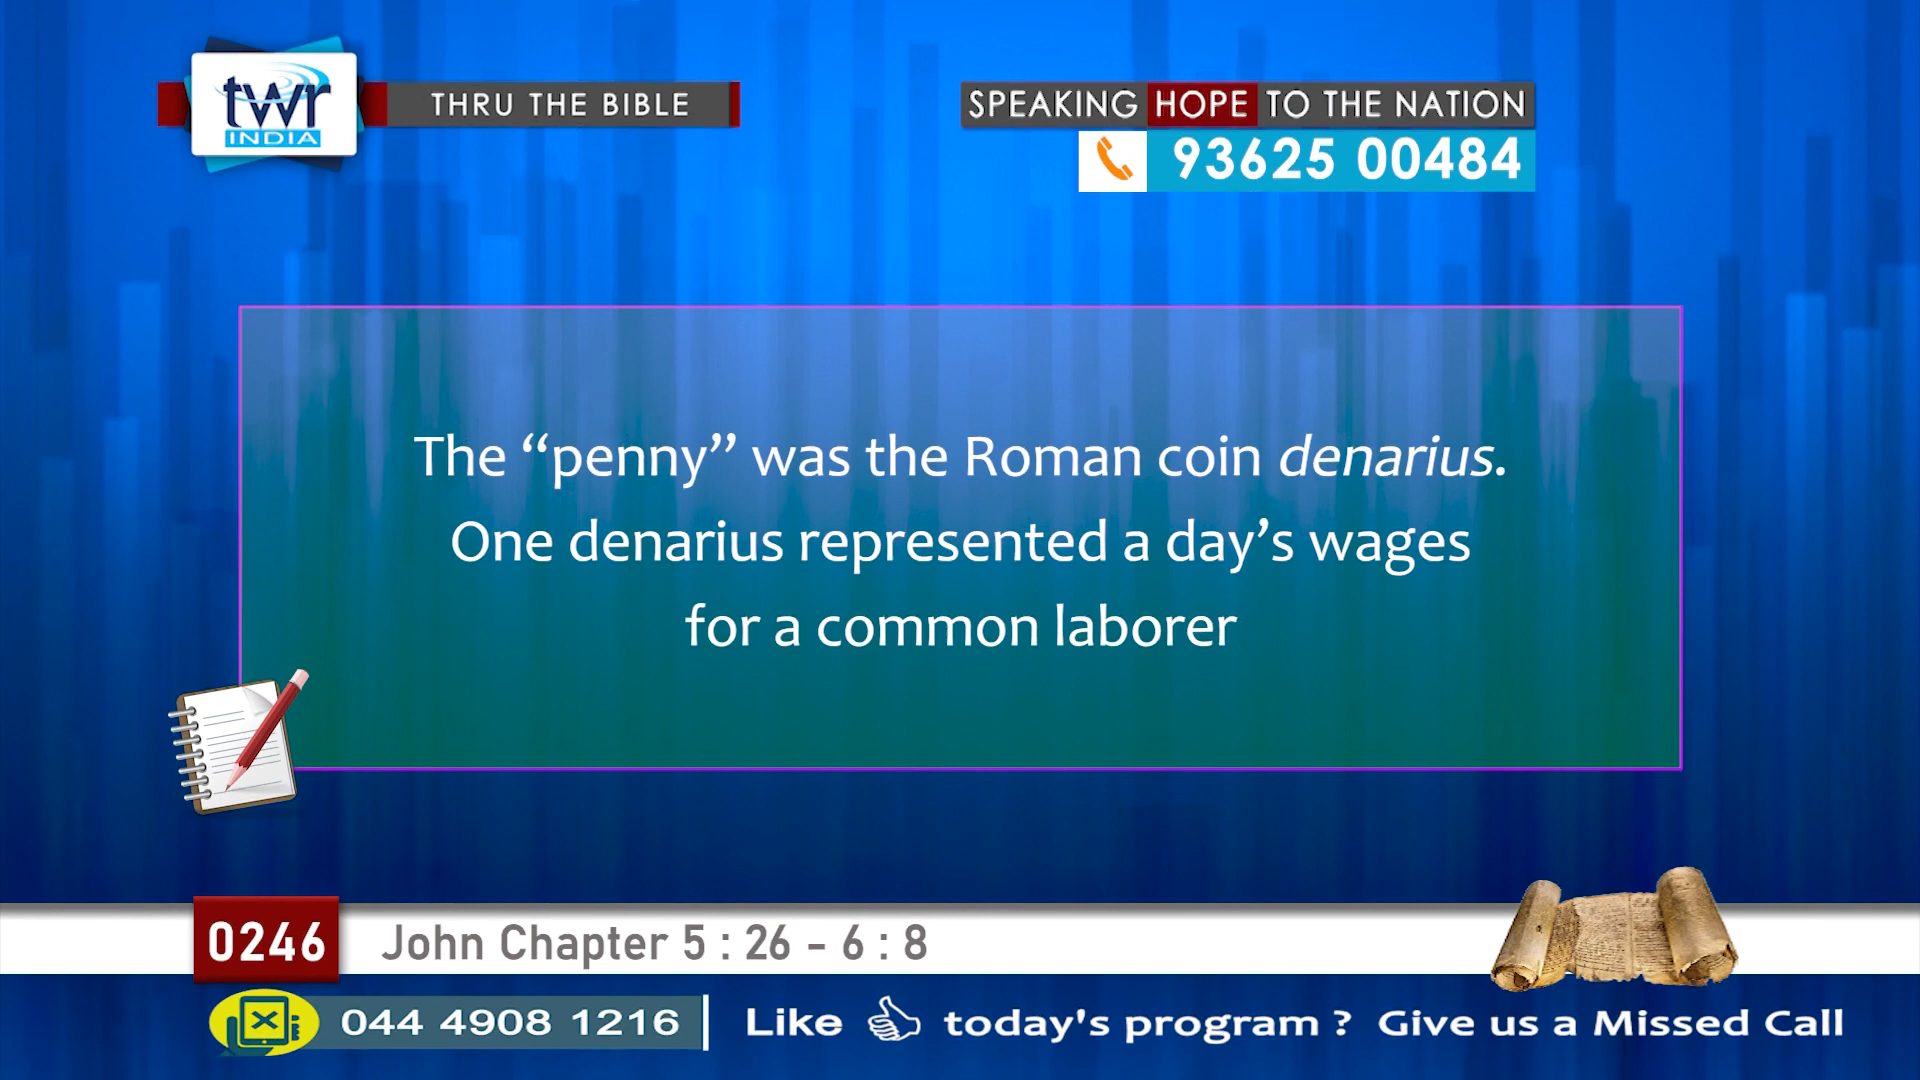 twr
INDIA
THRU THE BIBLE
SPEAKING HOPE TO THE NATION
93625 00484
The “penny” was the Roman coin denarius.
One denarius represented a day’s wages
for a common laborer
0246
John Chapter 5 : 26 – 6 : 8
044 4908 1216
Like today's program ? Give us a Missed Call